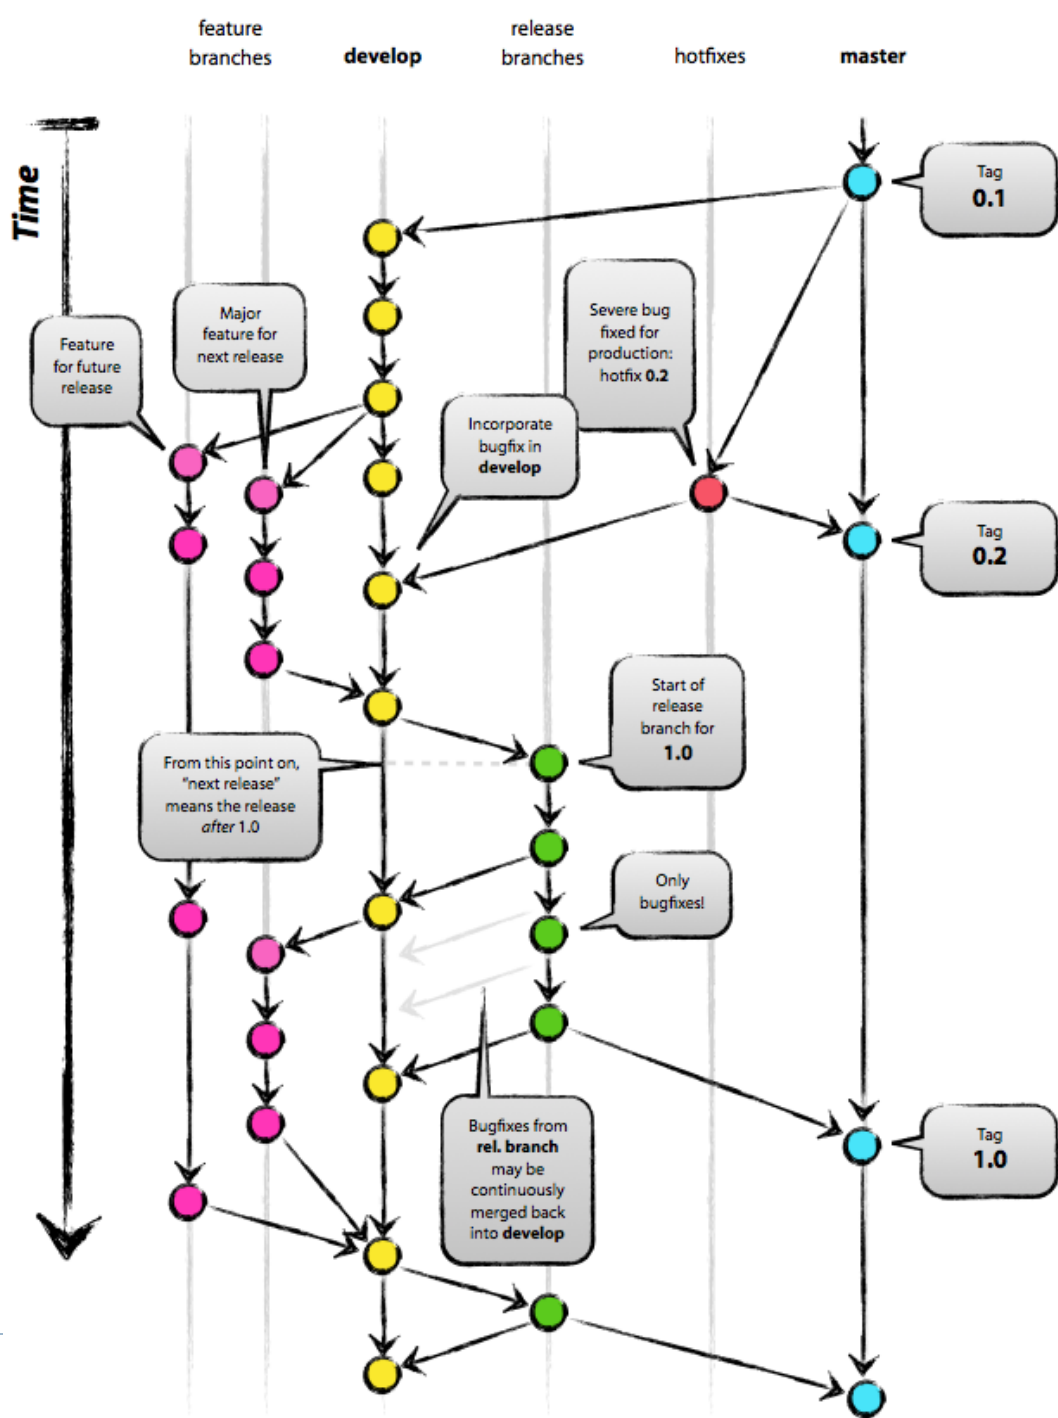 feature
branches
develop
release
branches
hotfixes
master
Time
Tag
0.1
Major
feature for
next release
Feature
for future
release
Severe bug
fixed for
production:
hotfix 0.2
Incorporate
bugfix in
develop
Tag
0.2
Start of
release
branch for
1.0
From this point on,
“next release”
means the release
after 1.0
Only
bugfixes!
Bugfixes from
rel. branch
may be
continuously
merged back
into develop
Tag
1.0